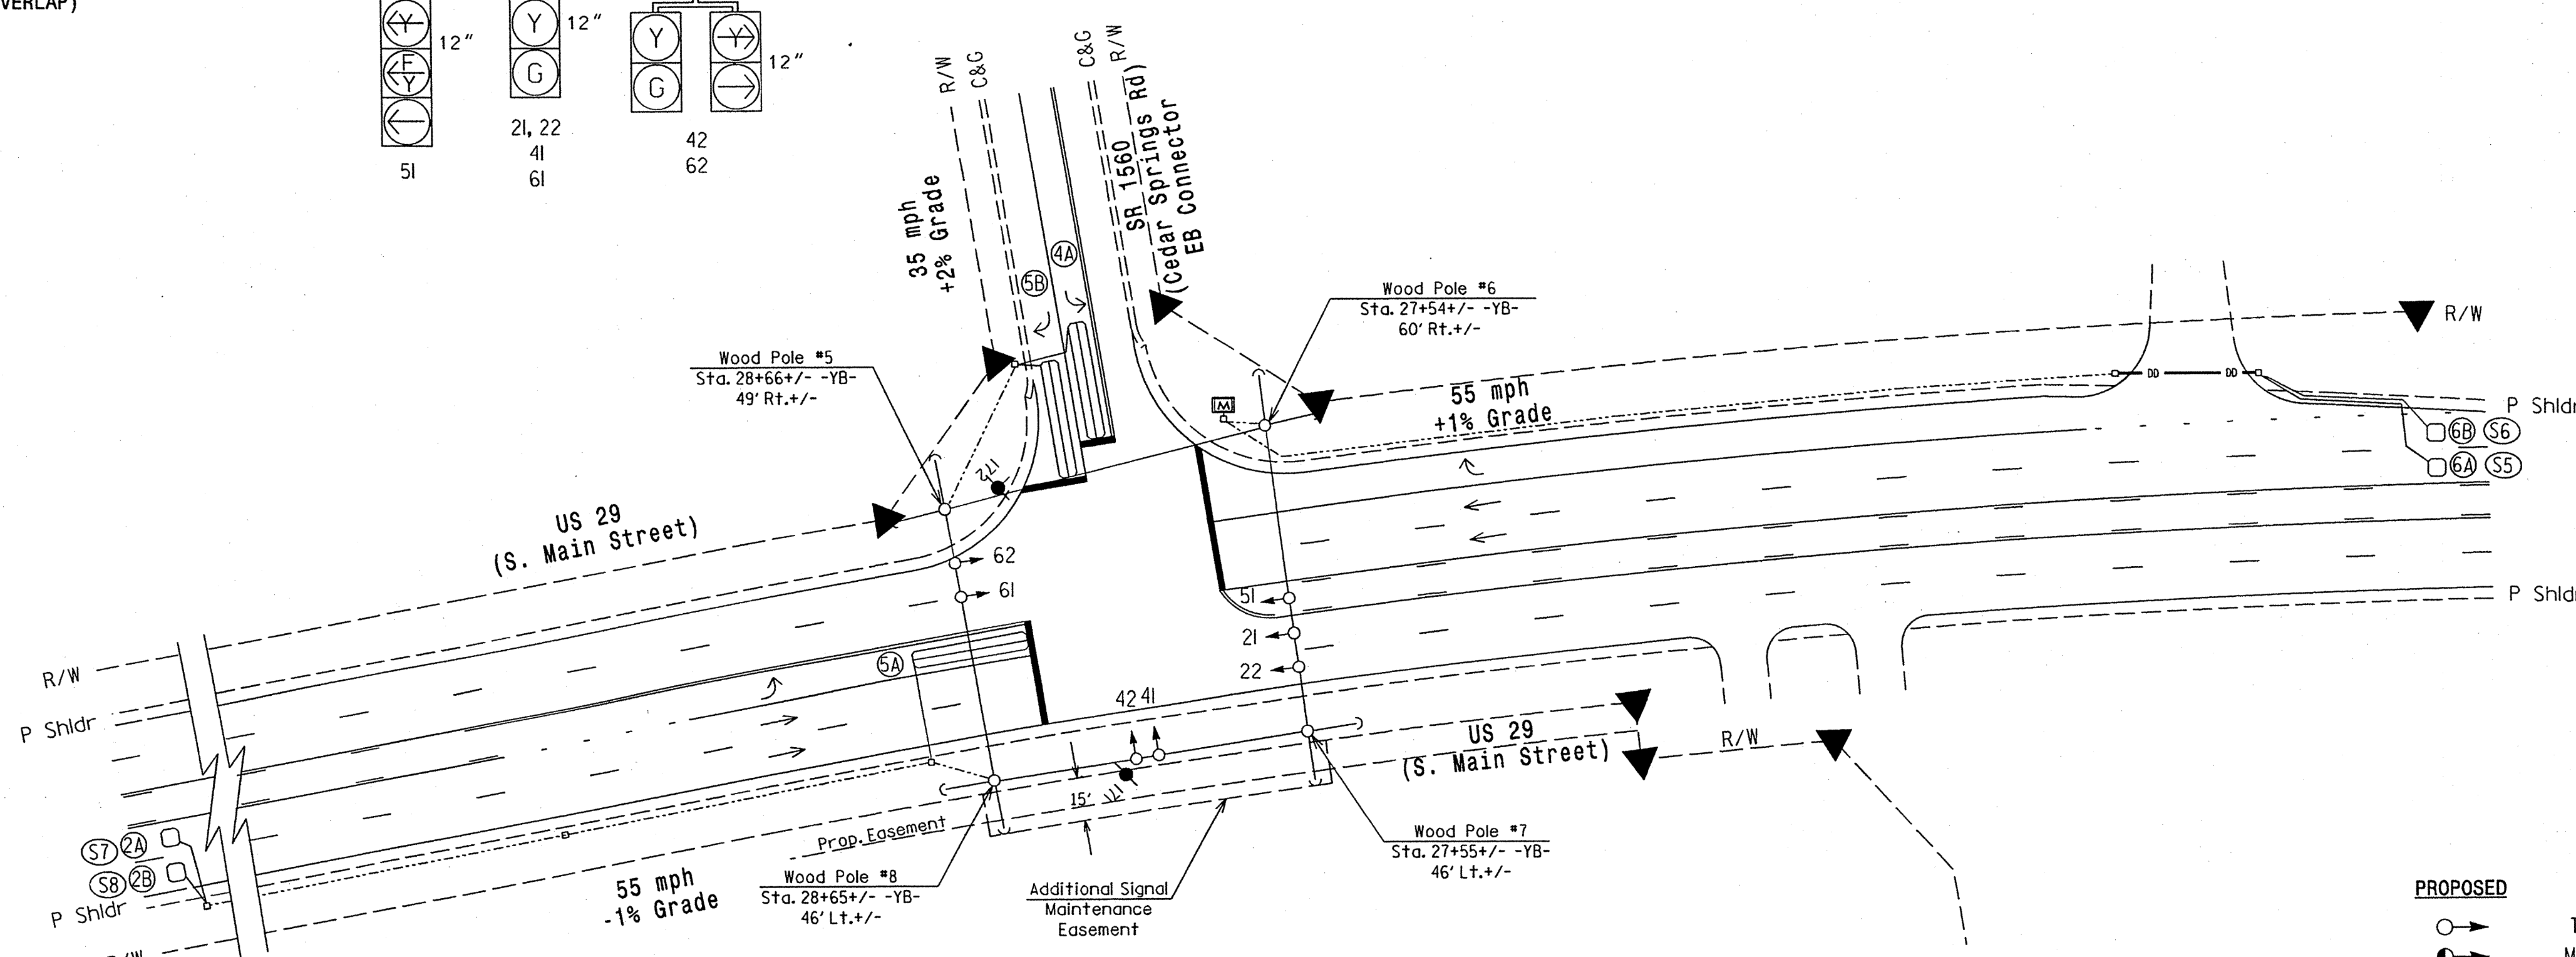 VERLAP)
Y
F
Y
12"
51
Y
G
12"
21, 22
41
61
Y
G
Y
12"
42
62
R/W
C&G
C&G
R/W
35 mph
+2% Grade
SR 1560
(Cedar Springs Rd)
EB Connector
5B
4A
Wood Pole #5
Sta. 28+66+/- -YB-
49' Rt.+/-
Wood Pole #6
Sta. 27+54+/- -YB-
60' Rt.+/-
M
55 mph
+1% Grade
DD
DD
R/W
P Shldr
6B
S6
6A
S5
P Shld
US 29
(S. Main Street)
171
62
61
51
21
22
5A
42 41
R/W
P Shldr
S7
2A
S8
2B
P Shldr
R/W
15'
121
Prop. Easement
US 29
(S. Main Street)
R/W
55 mph
-1% Grade
Wood Pole #8
Sta. 28+65+/- -YB-
46' Lt.+/-
Additional Signal
Maintenance
Easement
Wood Pole #7
Sta. 27+55+/- -YB-
46' Lt.+/-
PROPOSED